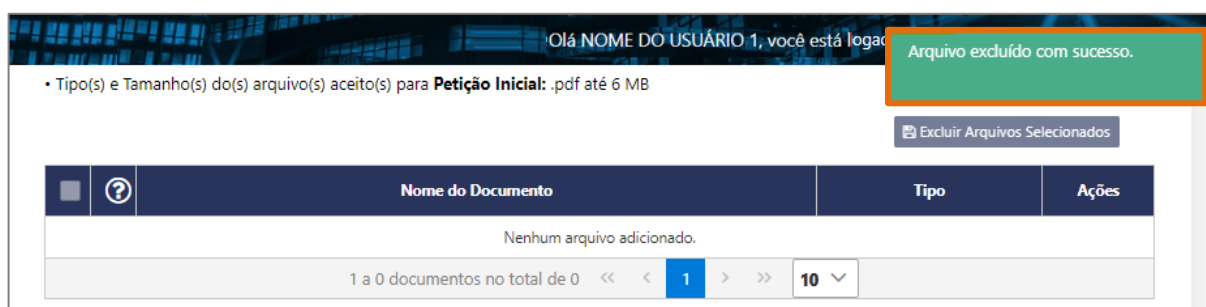 Olá NOME DO USUÁRIO 1, você está logad
Arquivo excluído com sucesso.
• Tipo(s) e Tamanho(s) do(s) arquivo(s) aceito(s) para Petição Inicial: .pdf até 6 MB
Excluir Arquivos Selecionados
Nome do Documento Tipo Ações
Nenhum arquivo adicionado.
1 a 0 documentos no total de 0 << < 1 > >> 10